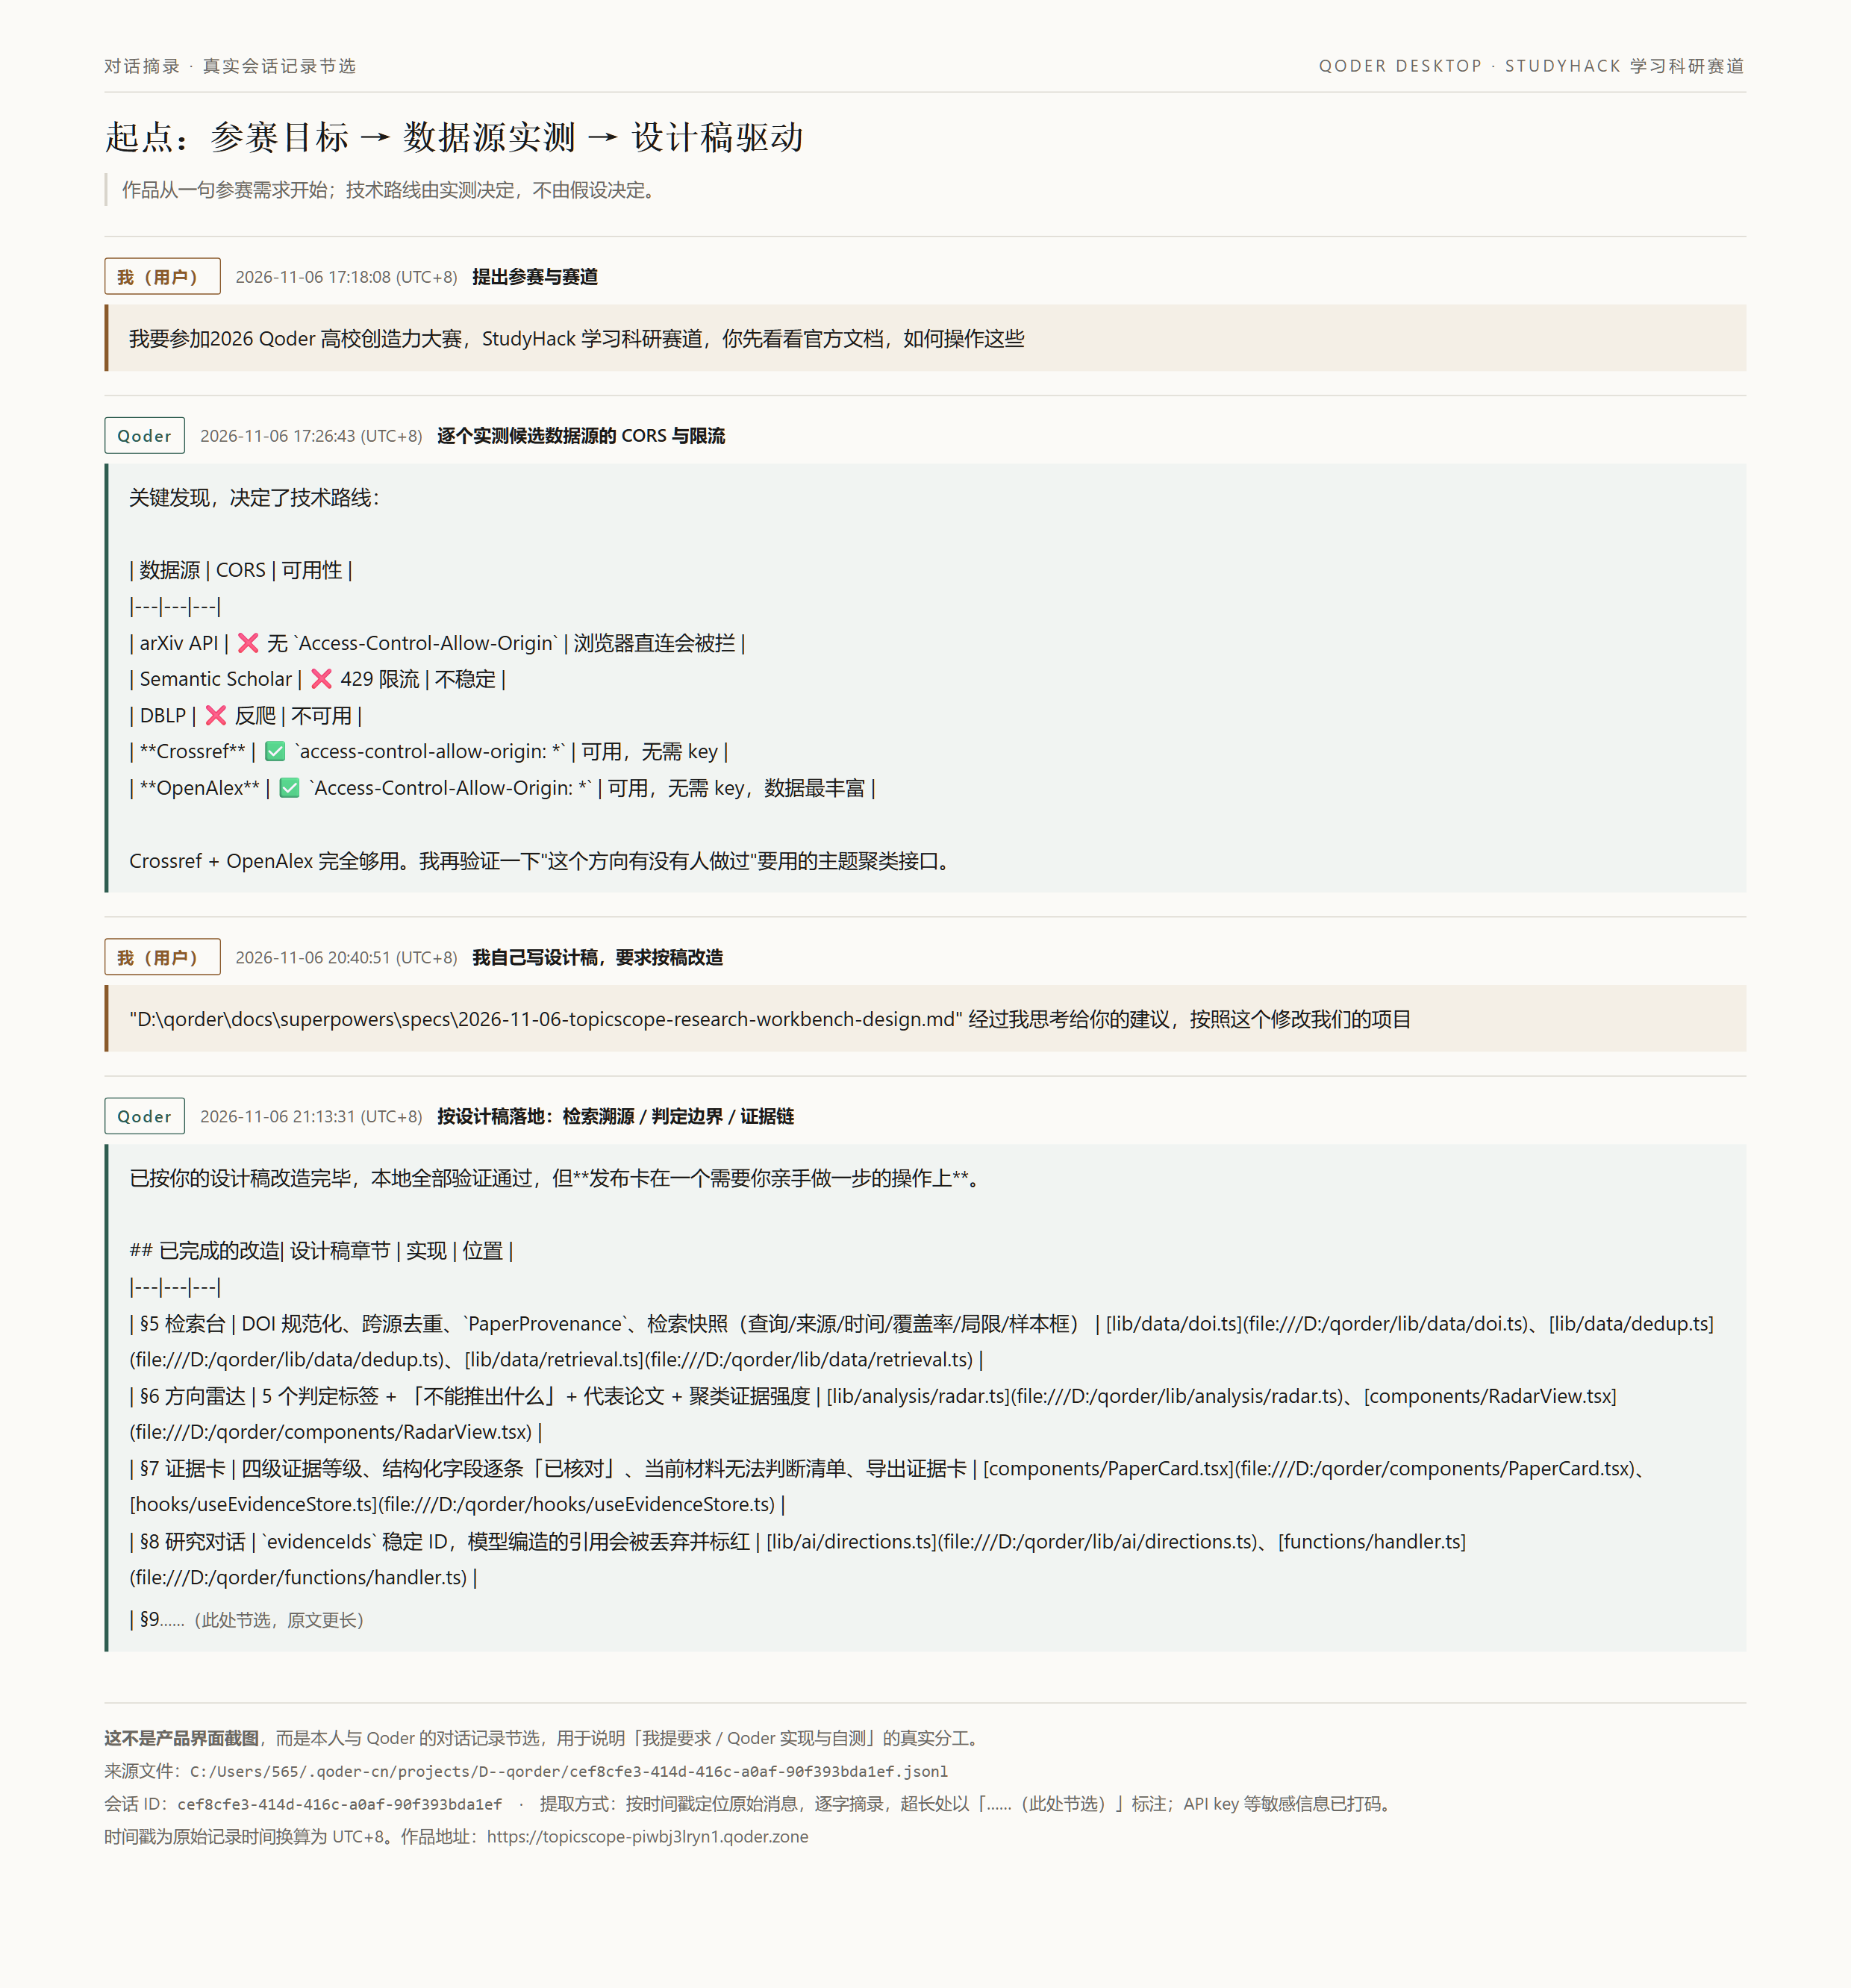 对话摘录 · 真实会话记录节选
QODER DESKTOP · STUDYHACK 学习科研赛道
起点：参赛目标 → 数据源实测 → 设计稿驱动
作品从一句参赛需求开始；技术路线由实测决定，不由假设决定。
我（用户） 2026-11-06 17:18:08 (UTC+8) 提出参赛与赛道
我要参加2026 Qoder 高校创造力大赛，StudyHack 学习科研赛道，你先看看官方文档，如何操作这些
Qoder 2026-11-06 17:26:43 (UTC+8) 逐个实测候选数据源的 CORS 与限流
关键发现，决定了技术路线：
| 数据源 | CORS | 可用性 |
|---|---|---|
| arXiv API | ❌ 无 `Access-Control-Allow-Origin` | 浏览器直连会被拦 |
| Semantic Scholar | ❌ 429 限流 | 不稳定 |
| DBLP | ❌ 反爬 | 不可用 |
| **Crossref** | ✅ `access-control-allow-origin: *` | 可用，无需 key |
| **OpenAlex** | ✅ `Access-Control-Allow-Origin: *` | 可用，无需 key，数据最丰富 |
Crossref + OpenAlex 完全够用。我再验证一下"这个方向有没有人做过"要用的主题聚类接口。
我（用户） 2026-11-06 20:40:51 (UTC+8) 我自己写设计稿，要求按稿改造
"D:\qorder\docs\superpowers\specs\2026-11-06-topicscope-research-workbench-design.md" 经过我思考给你的建议，按照这个修改我们的项目
Qoder 2026-11-06 21:13:31 (UTC+8) 按设计稿落地：检索溯源 / 判定边界 / 证据链
已按你的设计稿改造完毕，本地全部验证通过，但**发布卡在一个需要你亲手做一步的操作上**。
## 已完成的改造| 设计稿章节 | 实现 | 位置 |
|---|---|---|
| §5 检索台 | DOI 规范化、跨源去重、`PaperProvenance`、检索快照（查询/来源/时间/覆盖率/局限/样本框） | [lib/data/doi.ts](file:///D:/qorder/lib/data/doi.ts)、[lib/data/dedup.ts]
(file:///D:/qorder/lib/data/dedup.ts)、[lib/data/retrieval.ts](file:///D:/qorder/lib/data/retrieval.ts) |
| §6 方向雷达 | 5 个判定标签 + 「不能推出什么」+ 代表论文 + 聚类证据强度 | [lib/analysis/radar.ts](file:///D:/qorder/lib/analysis/radar.ts)、[components/RadarView.tsx]
(file:///D:/qorder/components/RadarView.tsx) |
| §7 证据卡 | 四级证据等级、结构化字段逐条「已核对」、当前材料无法判断清单、导出证据卡 | [components/PaperCard.tsx](file:///D:/qorder/components/PaperCard.tsx)、
[hooks/useEvidenceStore.ts](file:///D:/qorder/hooks/useEvidenceStore.ts) |
| §8 研究对话 | `evidenceIds` 稳定 ID，模型编造的引用会被丢弃并标红 | [lib/ai/directions.ts](file:///D:/qorder/lib/ai/directions.ts)、[functions/handler.ts]
(file:///D:/qorder/functions/handler.ts) |
| §9……（此处节选，原文更长）
这不是产品界面截图，而是本人与 Qoder 的对话记录节选，用于说明「我提要求 / Qoder 实现与自测」的真实分工。
来源文件：C:/Users/565/.qoder-cn/projects/D--qorder/cef8cfe3-414d-416c-a0af-90f393bda1ef.jsonl
会话 ID：cef8cfe3-414d-416c-a0af-90f393bda1ef · 提取方式：按时间戳定位原始消息，逐字摘录，超长处以「……（此处节选）」标注；API key 等敏感信息已打码。
时间戳为原始记录时间换算为 UTC+8。作品地址：https://topicscope-piwbj3lryn1.qoder.zone